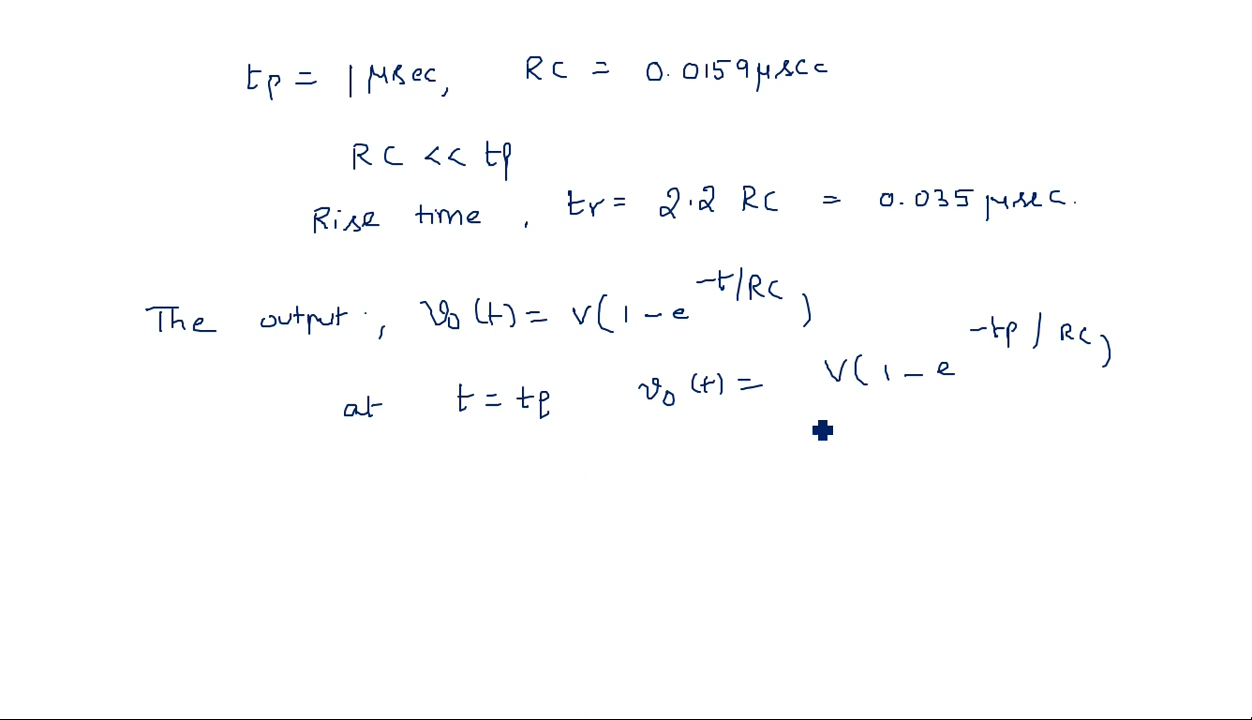 tp = 1 μsec, RC = 0.0159 μsec
RC << tp
Rise time, tr = 2.2 RC = 0.035 μsec.
The output, v₀(t) = V(1 - e^{-t/RC})
at t = tp v₀(t) = V(1 - e^{-tp/RC})